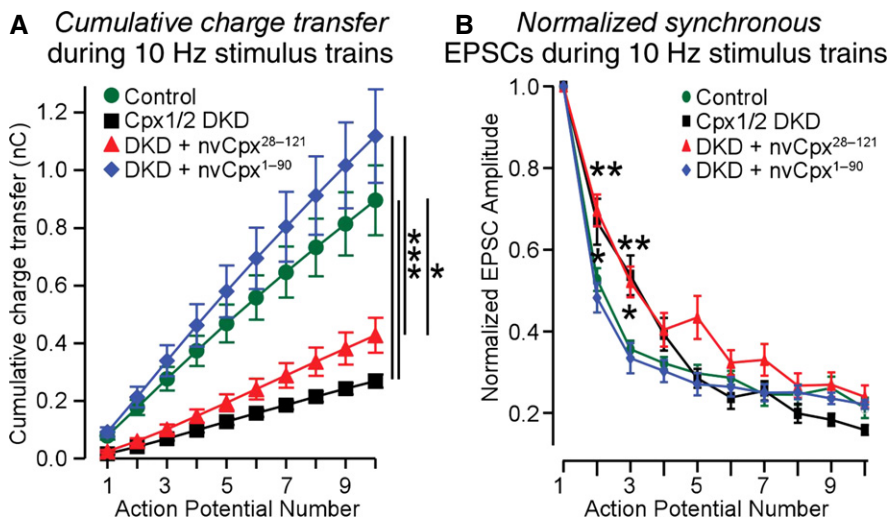 A Cumulative charge transfer
during 10 Hz stimulus trains
Cumulative charge transfer (nC)
1.2
1.0
0.8
0.6
0.4
0.2
0.0
Control
Cpx1/2 DKD
DKD + nvCpx28–121
DKD + nvCpx1–90
***
*
1 3 5 7 9
Action Potential Number
B Normalized synchronous
EPSCs during 10 Hz stimulus trains
Normalized EPSC Amplitude
1.0
0.8
0.6
0.4
0.2
Control
Cpx1/2 DKD
DKD + nvCpx28–121
DKD + nvCpx1–90
**
*
**
*
1 3 5 7 9
Action Potential Number